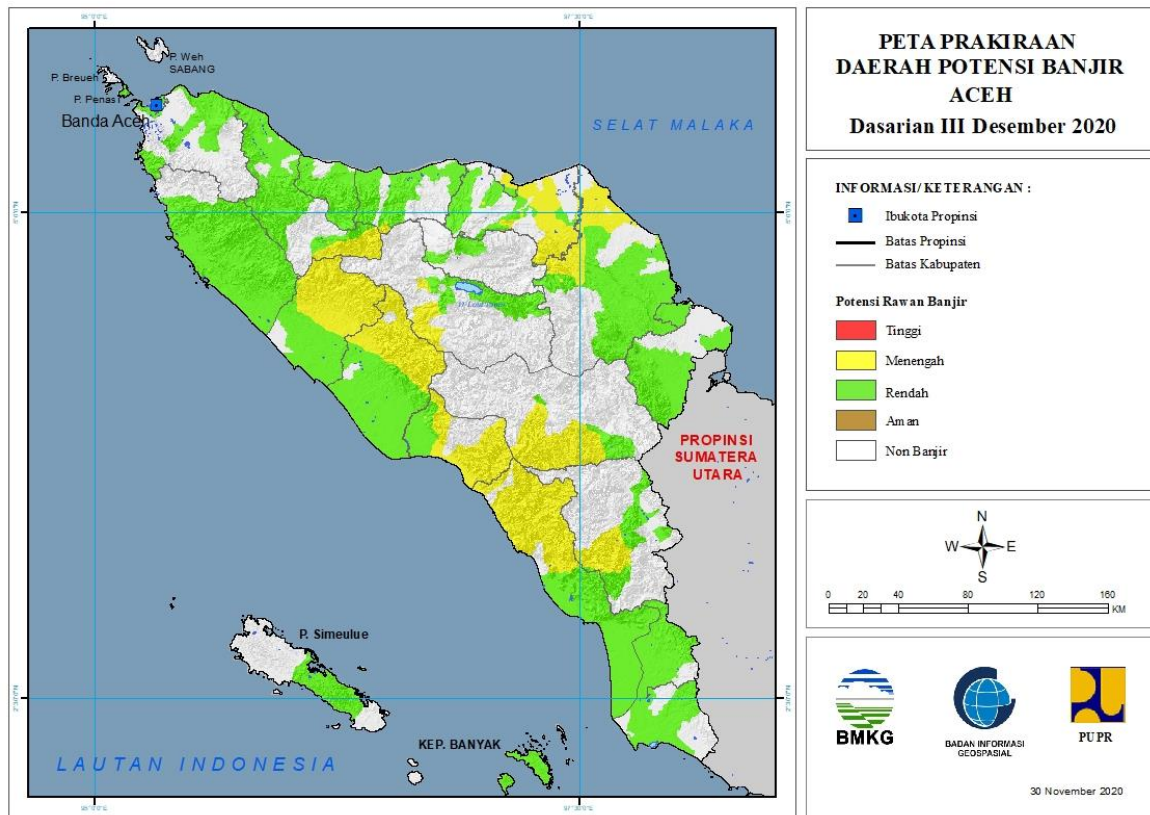 PETA PRAKIRAAN
DAERAH POTENSI BANJIR
ACEH
Dasarian III Desember 2020
INFORMASI/ KETERANGAN :
Ibukota Propinsi
Batas Propinsi
Batas Kabupaten
Potensi Rawan Banjir
Tinggi
Menengah
Rendah
Aman
Non Banjir
N
W E
S
0 20 40 80 120 160
KM
BMKG
BADAN INFORMASI
GEOSPASIAL
PUPR
30 November 2020
97°30'0"E
P. Weh
SABANG
P. Breueh
P. Penasi
Banda Aceh
SELAT MALAKA
PROPINSI
SUMATERA
UTARA
P. Simeulue
KEP. BANYAK
LAUTAN INDONESIA